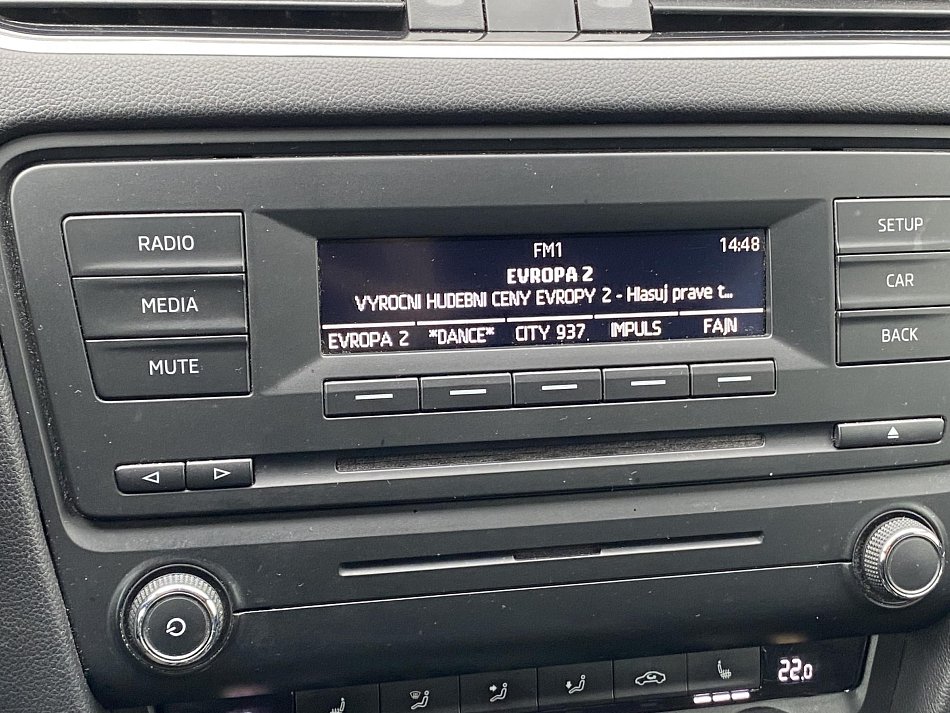 RADIO
MEDIA
MUTE
FM1 14:48
EVROPA 2
VYROCNI HUDEBNI CENY EVROPY 2 - Hlasuj prave t...
EVROPA 2 *DANCE* CITY 937 IMPULS FAJN
SETUP
CAR
BACK
22.0